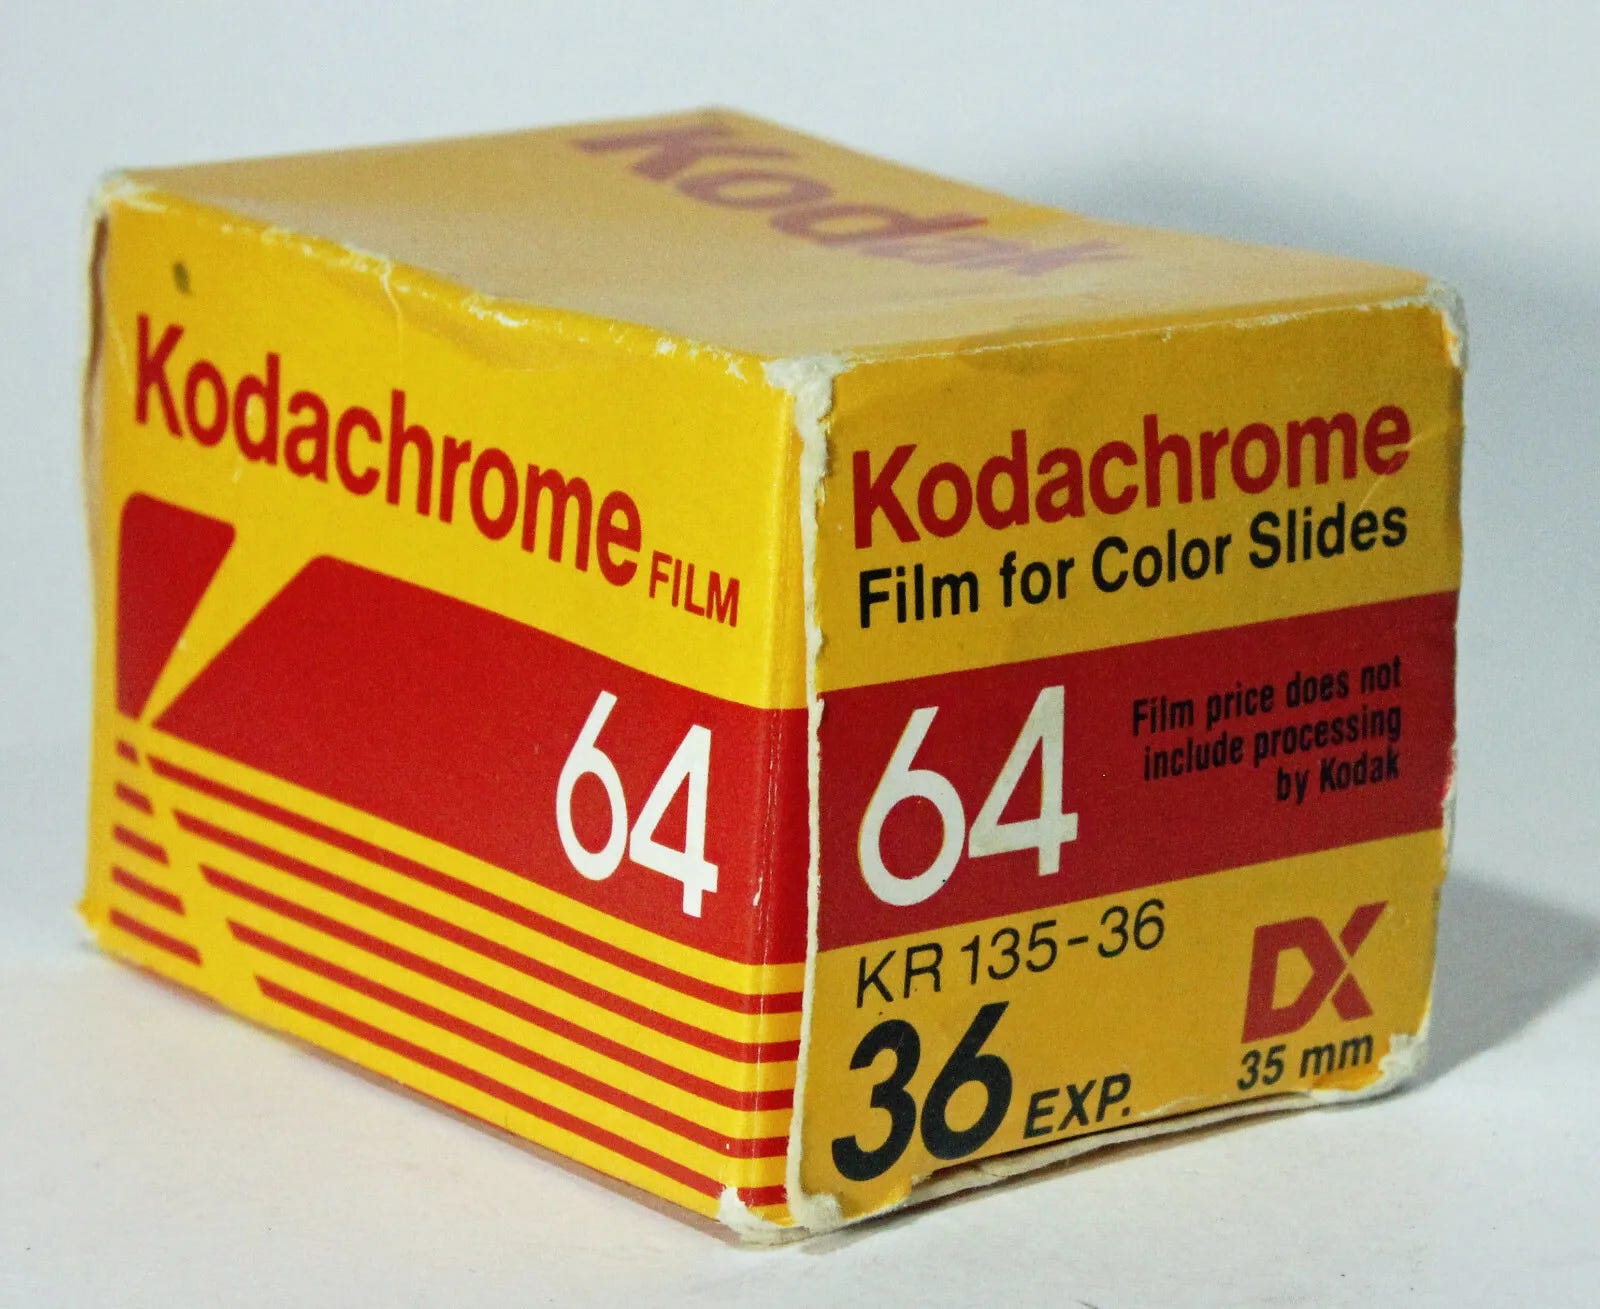 Kodak
Kodachrome FILM
64
Kodachrome
Film for Color Slides
64
Film price does not
include processing
by Kodak
KR 135-36
36 EXP.
DX
35 mm